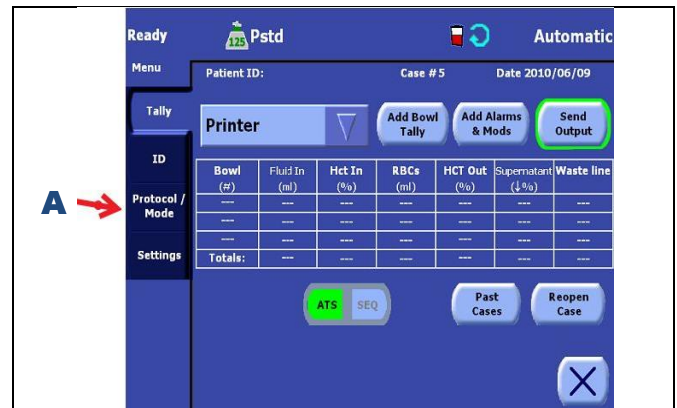 Ready 125 Pstd Automatic
Menu Patient ID: Case #5 Date 2010/06/09
Tally
Printer
Add Bowl
Tally
Add Alarms
& Mods
Send
Output
ID
Bowl Fluid In Hct In RBCs HCT Out Supernatant Waste line
(#) (ml) (%) (ml) (%) (↓%)
--- --- --- --- --- --- ---
A
Protocol /
Mode
--- --- --- --- --- --- ---
--- --- --- --- --- --- ---
Settings
Totals: --- --- --- --- --- ---
ATS SEQ
Past
Cases
Reopen
Case
X